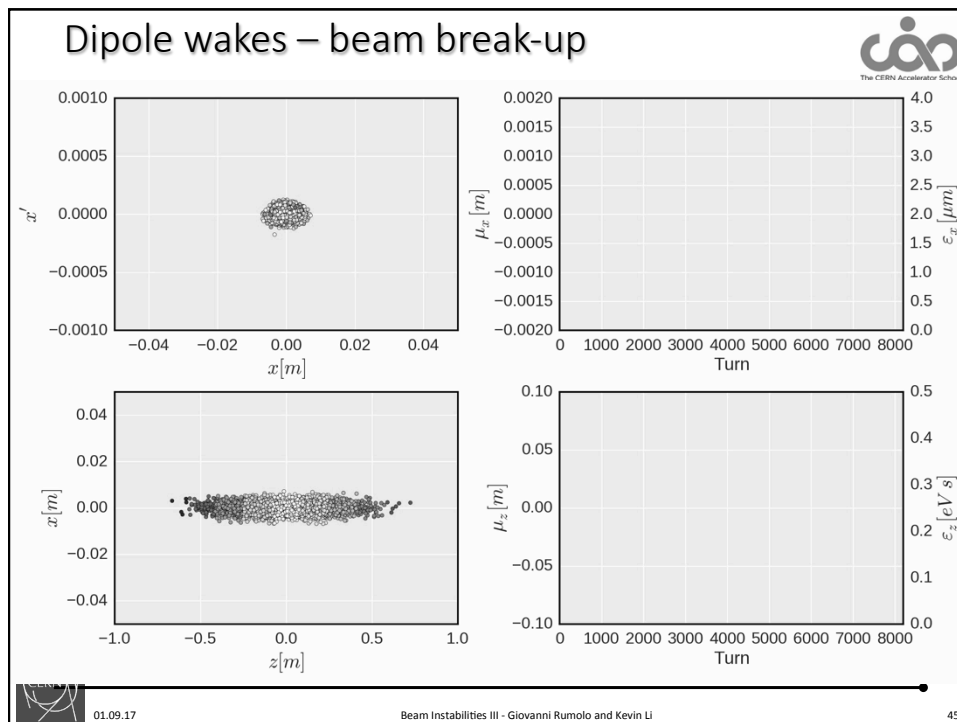 Dipole wakes – beam break-up
The CERN Accelerator Schoo
0.0010
0.0005
0.0000
−0.0005
−0.0010
x′
−0.04 −0.02 0.00 0.02 0.04
x[m]
0.0020
0.0015
0.0010
0.0005
0.0000
−0.0005
−0.0010
−0.0015
−0.0020
μx [m]
4.0
3.5
3.0
2.5
2.0
1.5
1.0
0.5
0.0
εx [μm]
0 1000 2000 3000 4000 5000 6000 7000 8000
Turn
0.04
0.02
0.00
−0.02
−0.04
x[m]
−1.0 −0.5 0.0 0.5 1.0
z[m]
0.10
0.05
0.00
−0.05
−0.10
μz [m]
0.5
0.4
0.3
0.2
0.1
0.0
εz [eV s]
0 1000 2000 3000 4000 5000 6000 7000 8000
Turn
CERN
01.09.17 Beam Instabilities III - Giovanni Rumolo and Kevin Li 45